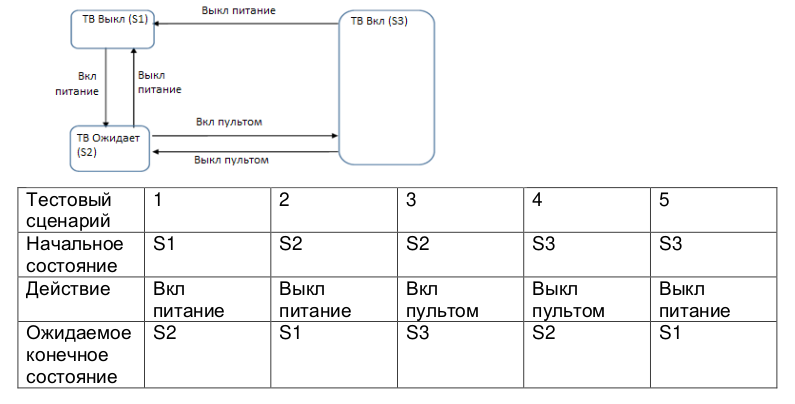 Выкл питание
ТВ Выкл (S1)
ТВ Вкл (S3)
Вкл
питание
Выкл
питание
Вкл пультом
ТВ Ожидает
(S2)
Выкл пультом
Тестовый
сценарий
1
2
3
4
5
Начальное
состояние
S1
S2
S2
S3
S3
Действие
Вкл
питание
Выкл
питание
Вкл
пультом
Выкл
пультом
Выкл
питание
Ожидаемое
конечное
состояние
S2
S1
S3
S2
S1